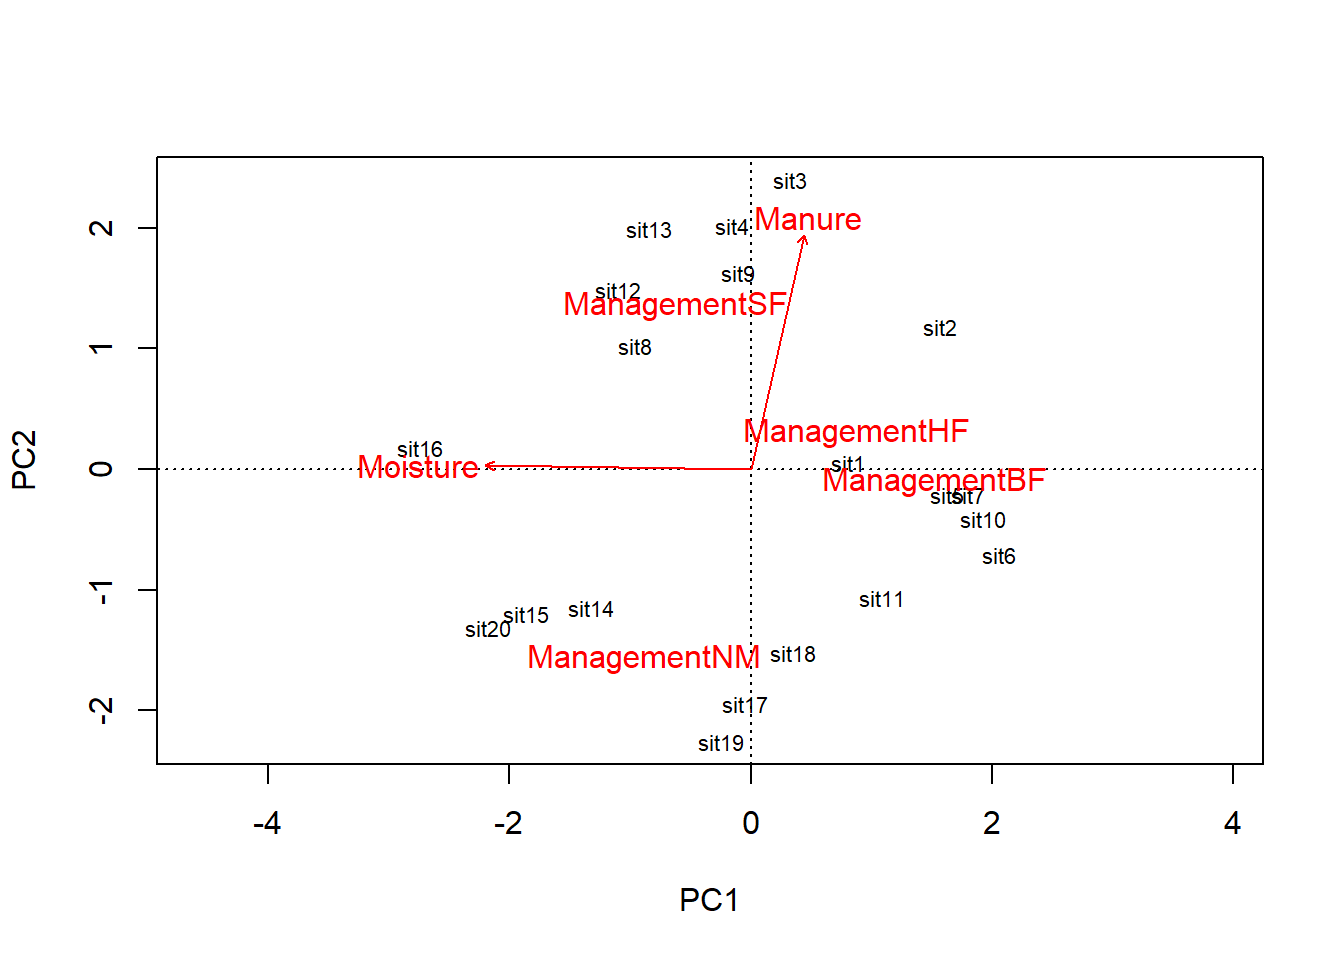 sit3
Manure
sit13
sit4
sit9
sit12
ManagementSF
sit2
sit8
ManagementHF
sit16
Moisture
sit1
ManagementBF
sit5
sit7
sit10
sit6
sit11
sit14
sit15
sit20
ManagementNM
sit18
sit17
sit19
2
1
0
-1
-2
PC2
-4
-2
0
2
4
PC1